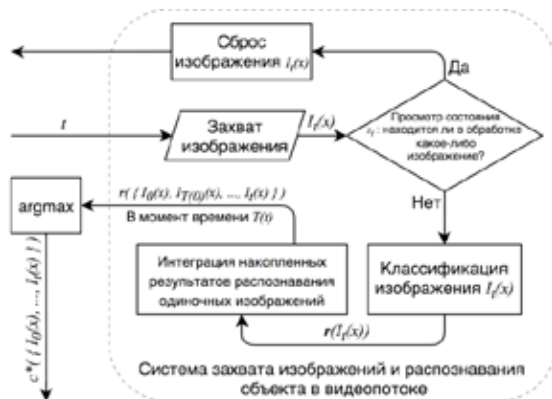 Сброс
изображения I_t(x)
Да
Просмотр состояния
s_t : находится ли в обработке
какое-либо
изображение?
t
Захват
изображения
I_t(x)
r( { I_0(x), I_{T(0)}(x), ..., I_t(x) } )
В момент времени T(t)
argmax
Нет
Интеграция накопленных
результатов распознавания
одиночных изображений
Классификация
изображения I_t(x)
r(I_t(x))
c*( { I_0(x), ..., I_t(x) } )
Система захвата изображений и распознавания
объекта в видеопотоке